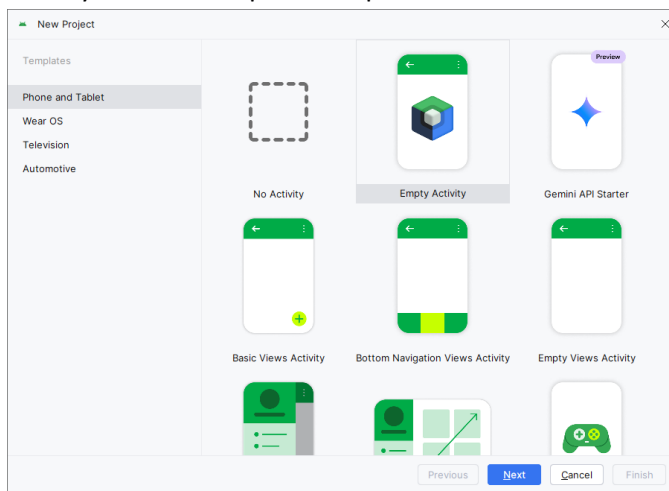 New Project
Templates
Phone and Tablet
Wear OS
Television
Automotive
Preview
No Activity
Empty Activity
Gemini API Starter
Basic Views Activity
Bottom Navigation Views Activity
Empty Views Activity
Previous
Next
Cancel
Finish